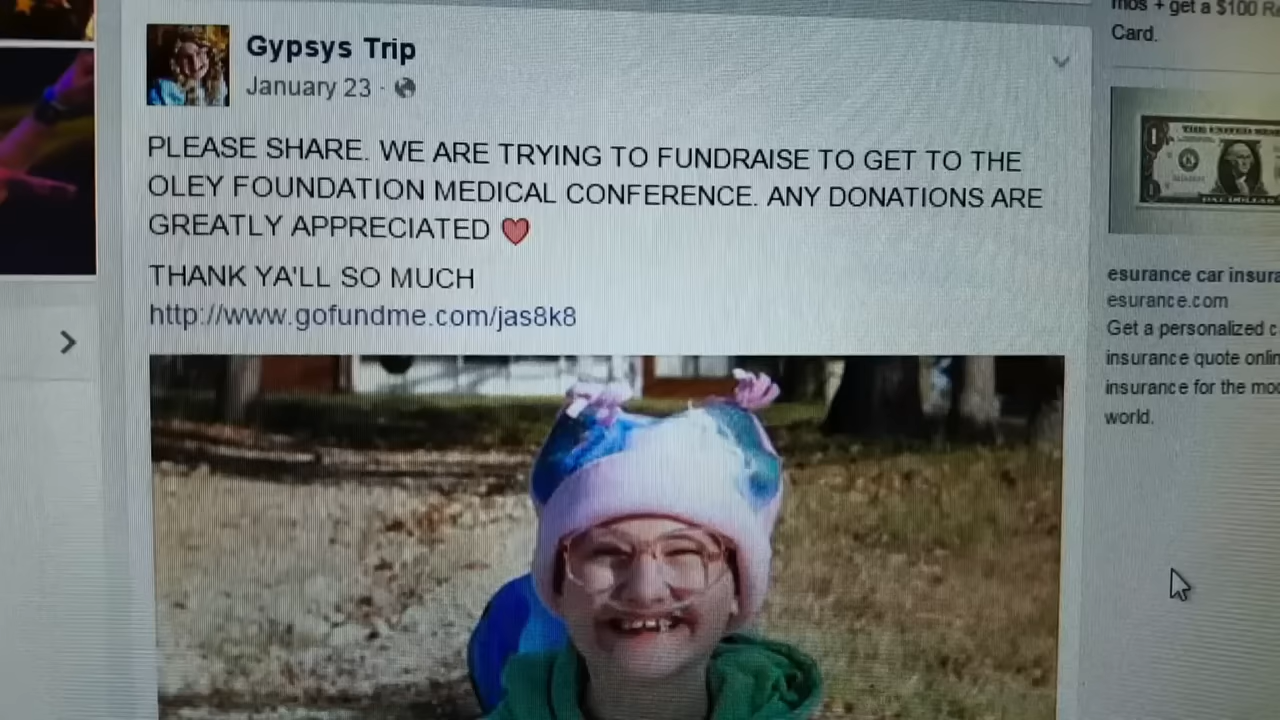 Gypsys Trip
January 23 ·
PLEASE SHARE. WE ARE TRYING TO FUNDRAISE TO GET TO THE
OLEY FOUNDATION MEDICAL CONFERENCE. ANY DONATIONS ARE
GREATLY APPRECIATED ❤
THANK YA'LL SO MUCH
http://www.gofundme.com/jas8k8
mos + get a $100 R
Card.
esurance car insura
esurance.com
Get a personalized c
insurance quote onlin
insurance for the mo
world.